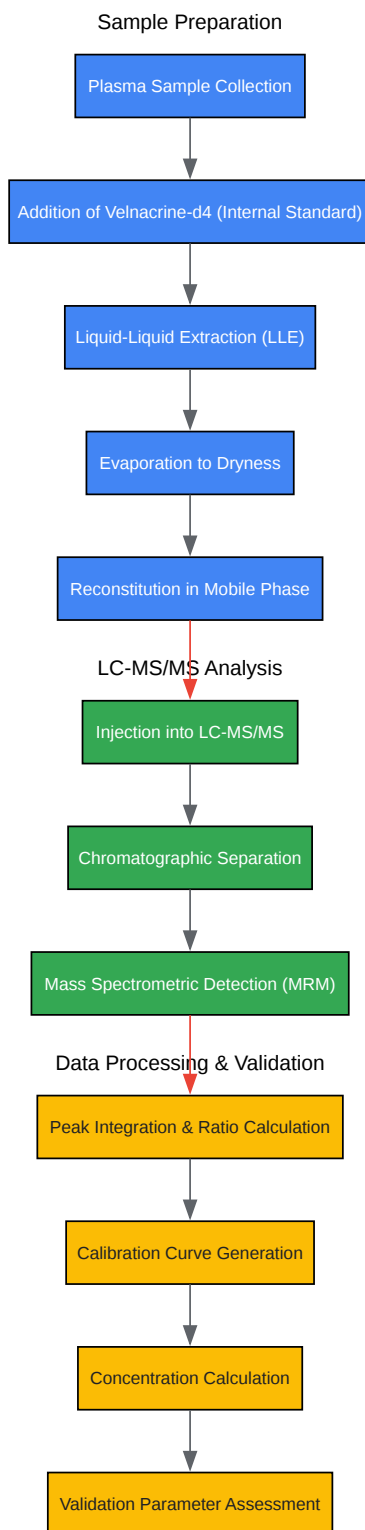 Sample Preparation
Plasma Sample Collection
Addition of Velnacrine-d4 (Internal Standard)
Liquid-Liquid Extraction (LLE)
Evaporation to Dryness
Reconstitution in Mobile Phase
LC-MS/MS Analysis
Injection into LC-MS/MS
Chromatographic Separation
Mass Spectrometric Detection (MRM)
Data Processing & Validation
Peak Integration & Ratio Calculation
Calibration Curve Generation
Concentration Calculation
Validation Parameter Assessment